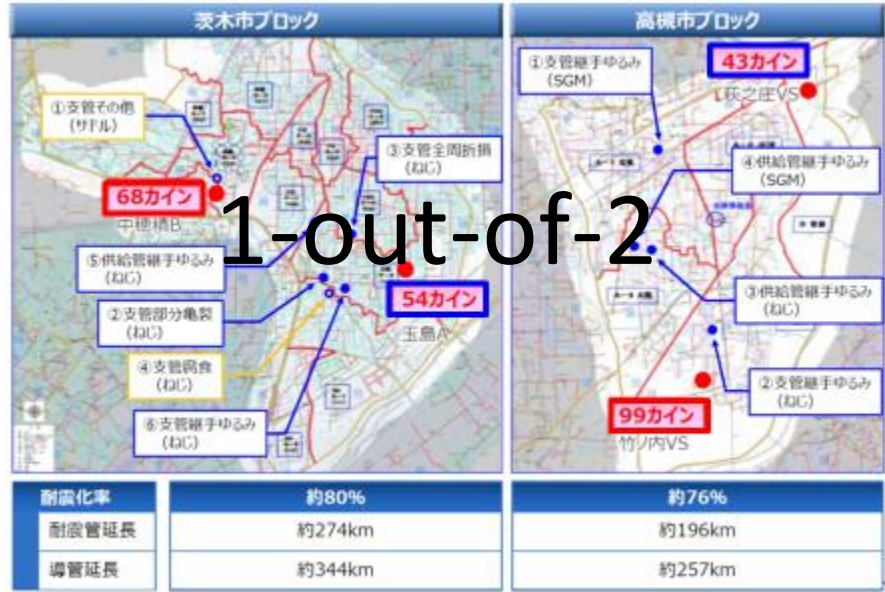 茨木市ブロック
①支管その他
(サドル)
③支管全周折損
(ねじ)
68カイン
中穂積B
⑤供給管継手ゆるみ
(ねじ)
54カイン
玉島A
②支管部分亀裂
(ねじ)
④支管腐食
(ねじ)
⑥支管継手ゆるみ
(ねじ)
高槻市ブロック
①支管継手ゆるみ
(SGM)
43カイン
荻之庄VS
④供給管継手ゆるみ
(SGM)
③供給管継手ゆるみ
(ねじ)
②支管継手ゆるみ
(ねじ)
99カイン
竹ノ内VS
1-out-of-2
耐震化率 約80% 約76%
耐震管延長 約274km 約196km
導管延長 約344km 約257km